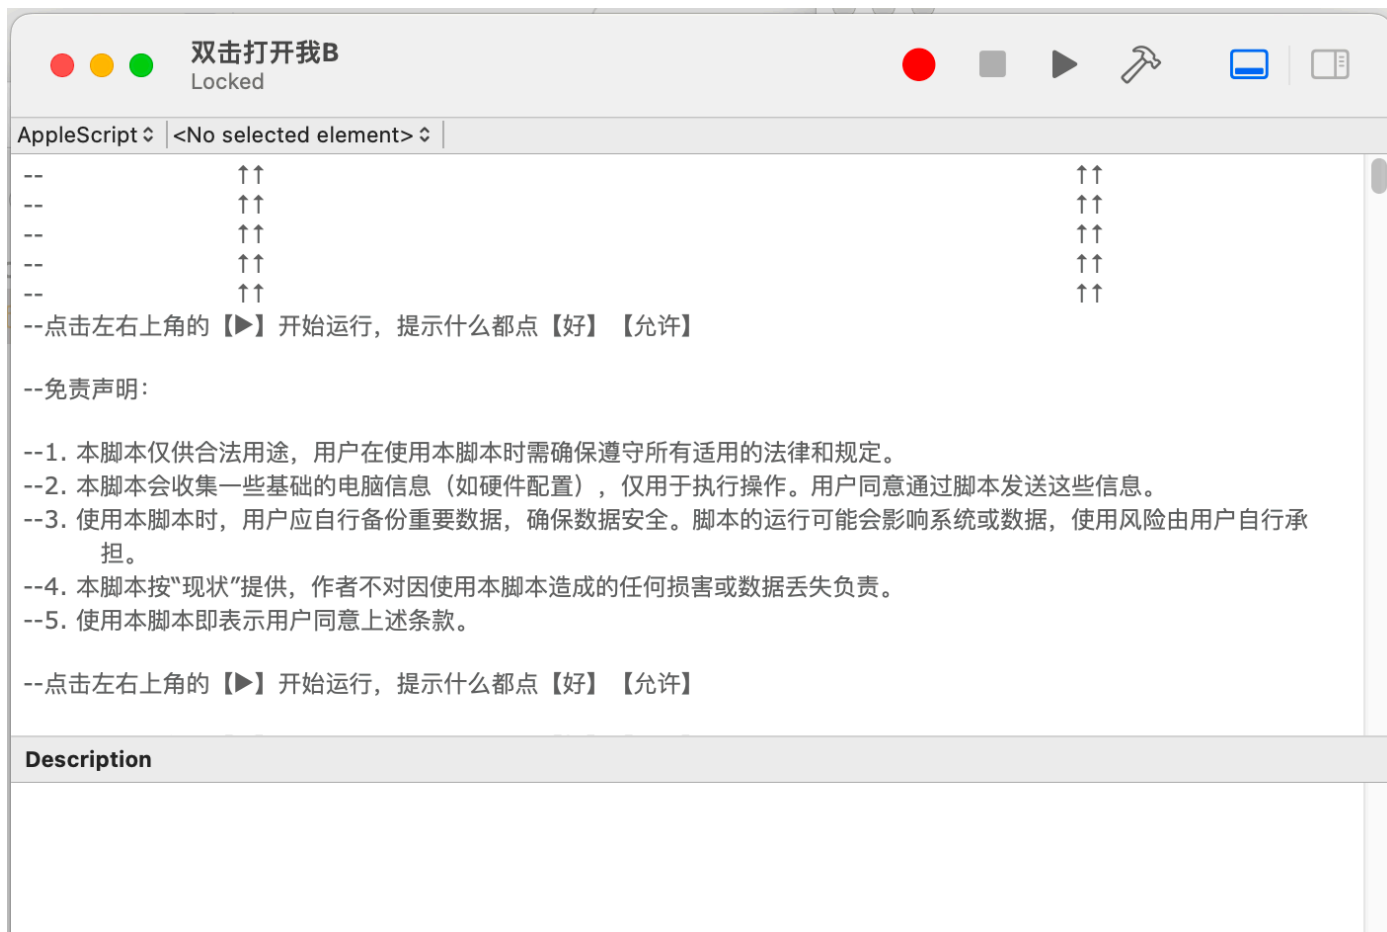 双击打开我B
Locked
AppleScript <No selected element>
-- ↑↑ ↑↑
-- ↑↑ ↑↑
-- ↑↑ ↑↑
-- ↑↑ ↑↑
-- ↑↑ ↑↑
--点击左右上角的【▶】开始运行，提示什么都点【好】【允许】
--免责声明：
--1. 本脚本仅供合法用途，用户在使用本脚本时需确保遵守所有适用的法律和规定。
--2. 本脚本会收集一些基础的电脑信息（如硬件配置），仅用于执行操作。用户同意通过脚本发送这些信息。
--3. 使用本脚本时，用户应自行备份重要数据，确保数据安全。脚本的运行可能会影响系统或数据，使用风险由用户自行承
担。
--4. 本脚本按“现状”提供，作者不对因使用本脚本造成的任何损害或数据丢失负责。
--5. 使用本脚本即表示用户同意上述条款。
--点击左右上角的【▶】开始运行，提示什么都点【好】【允许】
Description